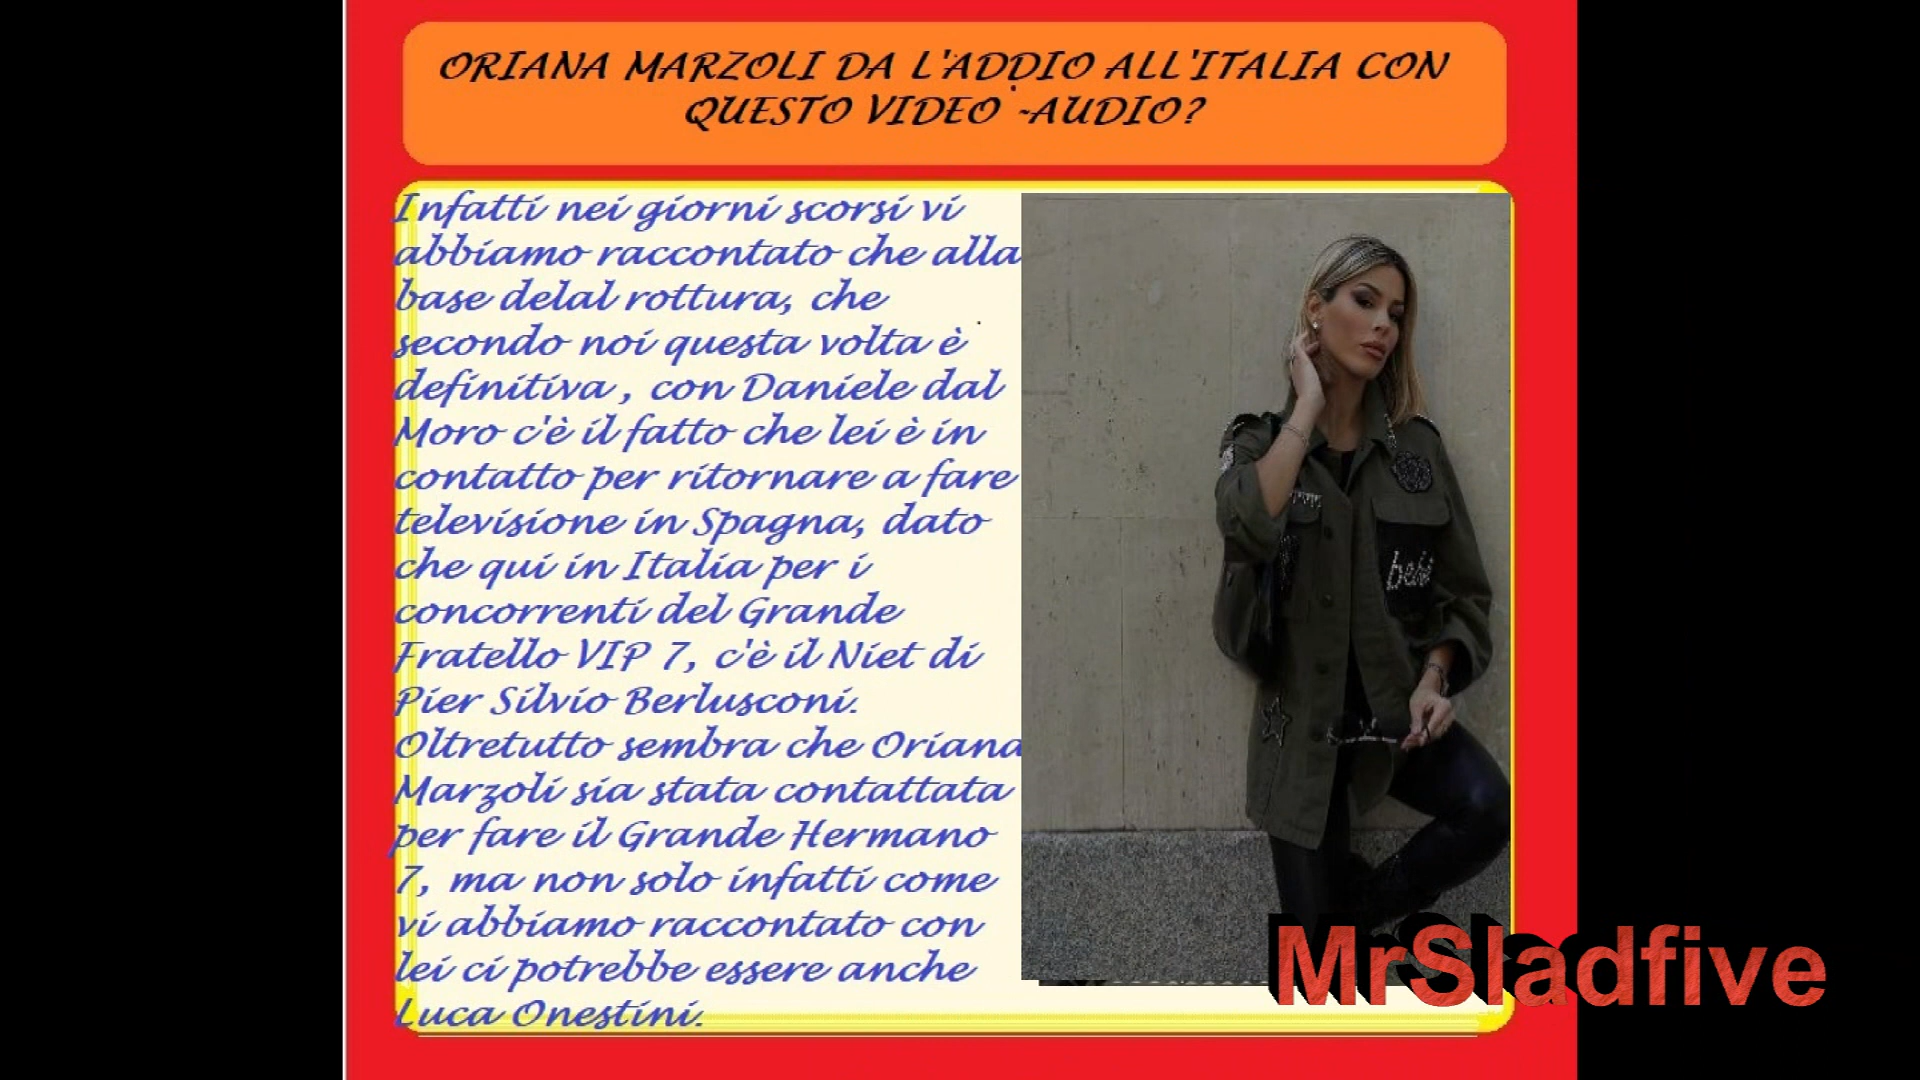 ORIANA MARZOLI DA L'ADDIO ALL'ITALIA CON
QUESTO VIDEO -AUDIO?
Infatti nei giorni scorsi vi
abbiamo raccontato che alla
base delal rottura, che
secondo noi questa volta è
definitiva , con Daniele dal
Moro c'è il fatto che lei è in
contatto per ritornare a fare
televisione in Spagna, dato
che qui in Italia per i
concorrenti del Grande
Fratello VIP 7, c'è il Niet di
Pier Silvio Berlusconi.
Oltretutto sembra che Oriana
Marzoli sia stata contattata
per fare il Grande Hermano
7, ma non solo infatti come
vi abbiamo raccontato con
lei ci potrebbe essere anche
Luca Onestini.
bebé
MrSladfive